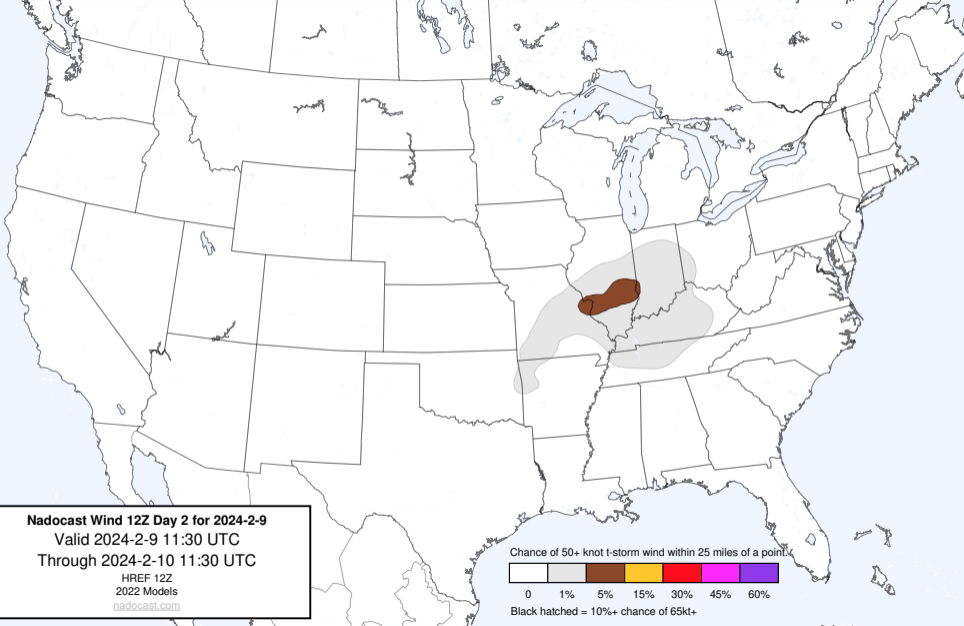 Nadocast Wind 12Z Day 2 for 2024-2-9
Valid 2024-2-9 11:30 UTC
Through 2024-2-10 11:30 UTC
HREF 12Z
2022 Models
nadocast.com
Chance of 50+ knot t-storm wind within 25 miles of a point.
0 1% 5% 15% 30% 45% 60%
Black hatched = 10%+ chance of 65kt+